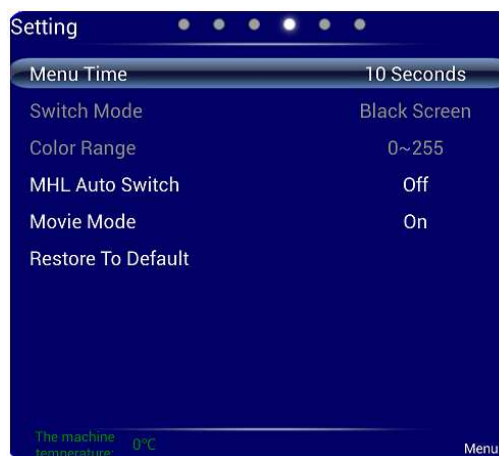 Setting
Menu Time 10 Seconds
Switch Mode Black Screen
Color Range 0~255
MHL Auto Switch Off
Movie Mode On
Restore To Default
The machine 
temperature: 0℃
Menu